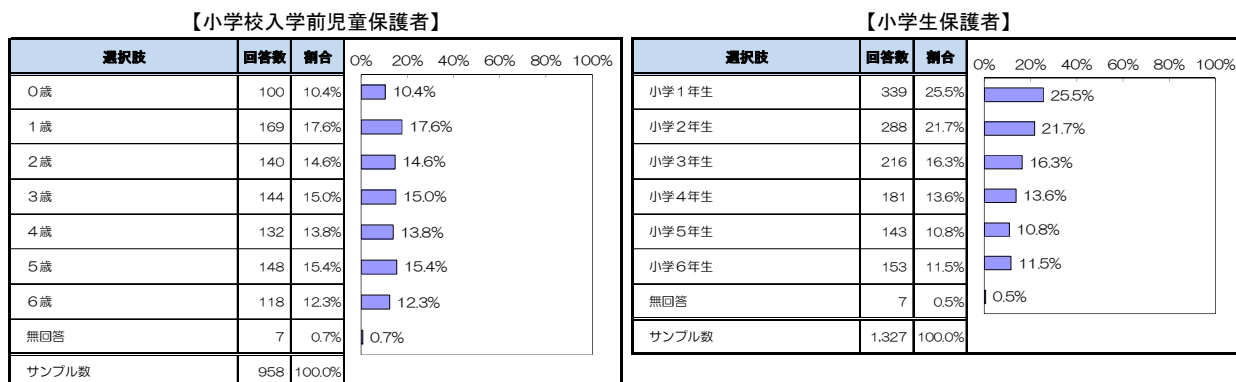 【小学校入学前児童保護者】
選択肢 回答数 割合 0% 20% 40% 60% 80% 100%
0歳 100 10.4% 10.4%
1歳 169 17.6% 17.6%
2歳 140 14.6% 14.6%
3歳 144 15.0% 15.0%
4歳 132 13.8% 13.8%
5歳 148 15.4% 15.4%
6歳 118 12.3% 12.3%
無回答 7 0.7% 0.7%
サンプル数 958 100.0%
【小学生保護者】
選択肢 回答数 割合 0% 20% 40% 60% 80% 100%
小学1年生 339 25.5% 25.5%
小学2年生 288 21.7% 21.7%
小学3年生 216 16.3% 16.3%
小学4年生 181 13.6% 13.6%
小学5年生 143 10.8% 10.8%
小学6年生 153 11.5% 11.5%
無回答 7 0.5% 0.5%
サンプル数 1,327 100.0%